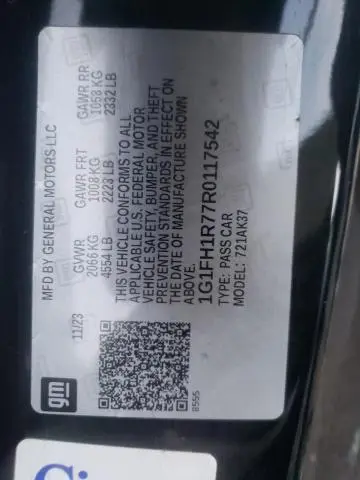 MFD BY GENERAL MOTORS LLC
11/23 GVWR GAWR FRT GAWR RR
2066 KG 1008 KG 1058 KG
4554 LB 2223 LB 2332 LB
THIS VEHICLE CONFORMS TO ALL
APPLICABLE U.S. FEDERAL MOTOR
VEHICLE SAFETY, BUMPER, AND THEFT
PREVENTION STANDARDS IN EFFECT ON
THE DATE OF MANUFACTURE SHOWN
ABOVE.
1G1FH1R77R0117542
TYPE: PASS CAR
MODEL: 721AK37
gm
8555